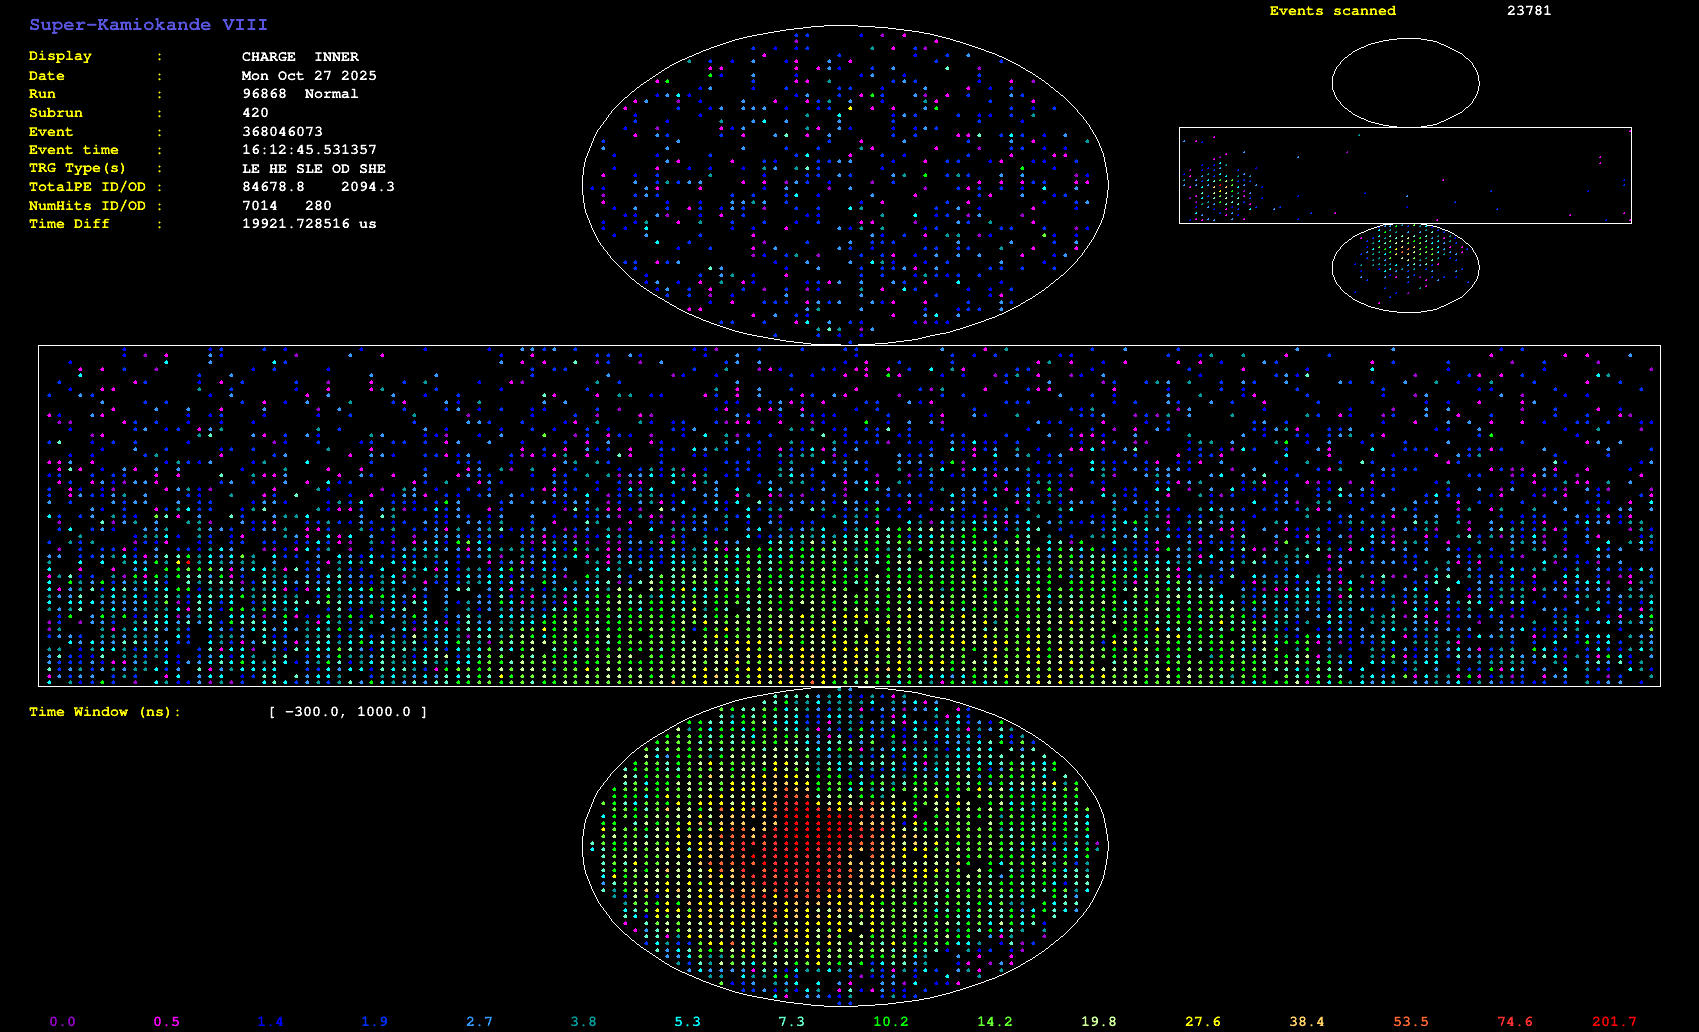 Super-Kamiokande VIII
Events scanned 23781
Display : CHARGE INNER
Date : Mon Oct 27 2025
Run : 96868 Normal
Subrun : 420
Event : 368046073
Event time : 16:12:45.531357
TRG Type(s) : LE HE SLE OD SHE
TotalPE ID/OD : 84678.8 2094.3
NumHits ID/OD : 7014 280
Time Diff : 19921.728516 us
Time Window (ns): [ -300.0, 1000.0 ]
0.0 0.5 1.4 1.9 2.7 3.8 5.3 7.3 10.2 14.2 19.8 27.6 38.4 53.5 74.6 201.7